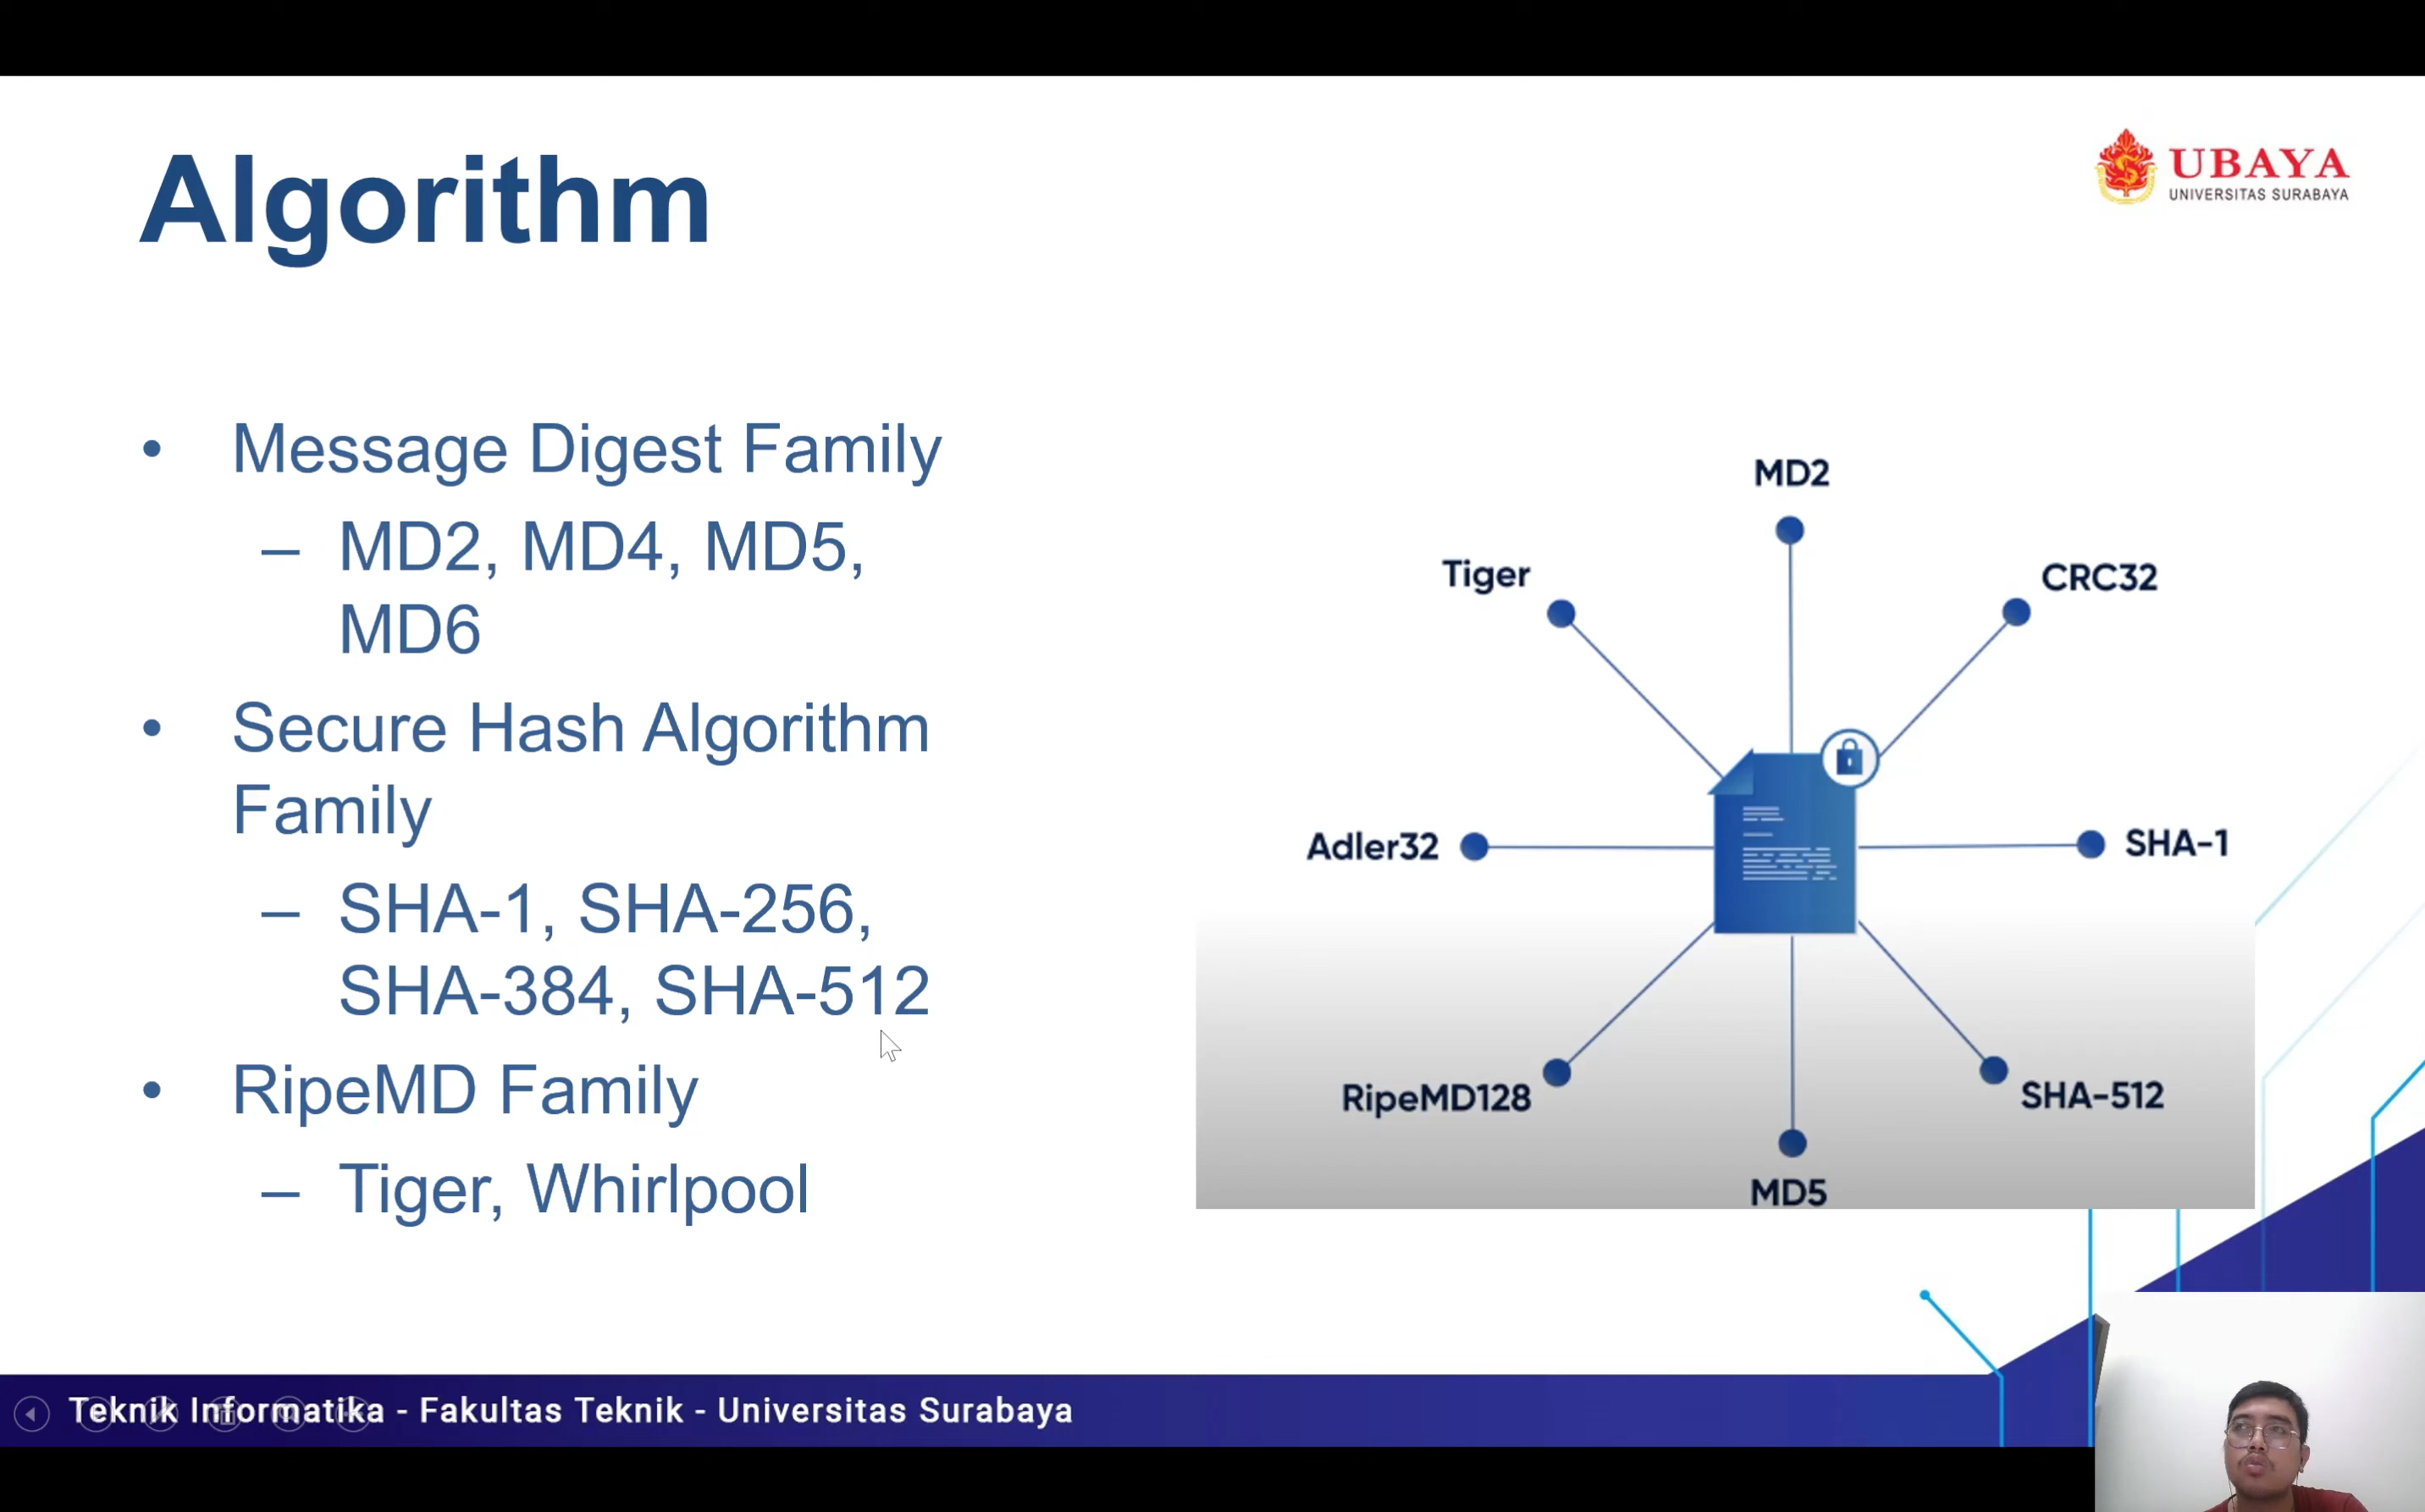 Algorithm
UBAYA
UNIVERSITAS SURABAYA
• Message Digest Family
– MD2, MD4, MD5,
MD6
• Secure Hash Algorithm
Family
– SHA-1, SHA-256,
SHA-384, SHA-512
• RipeMD Family
– Tiger, Whirlpool
MD2
Tiger
CRC32
Adler32
SHA-1
RipeMD128
SHA-512
MD5
Teknik Informatika - Fakultas Teknik - Universitas Surabaya